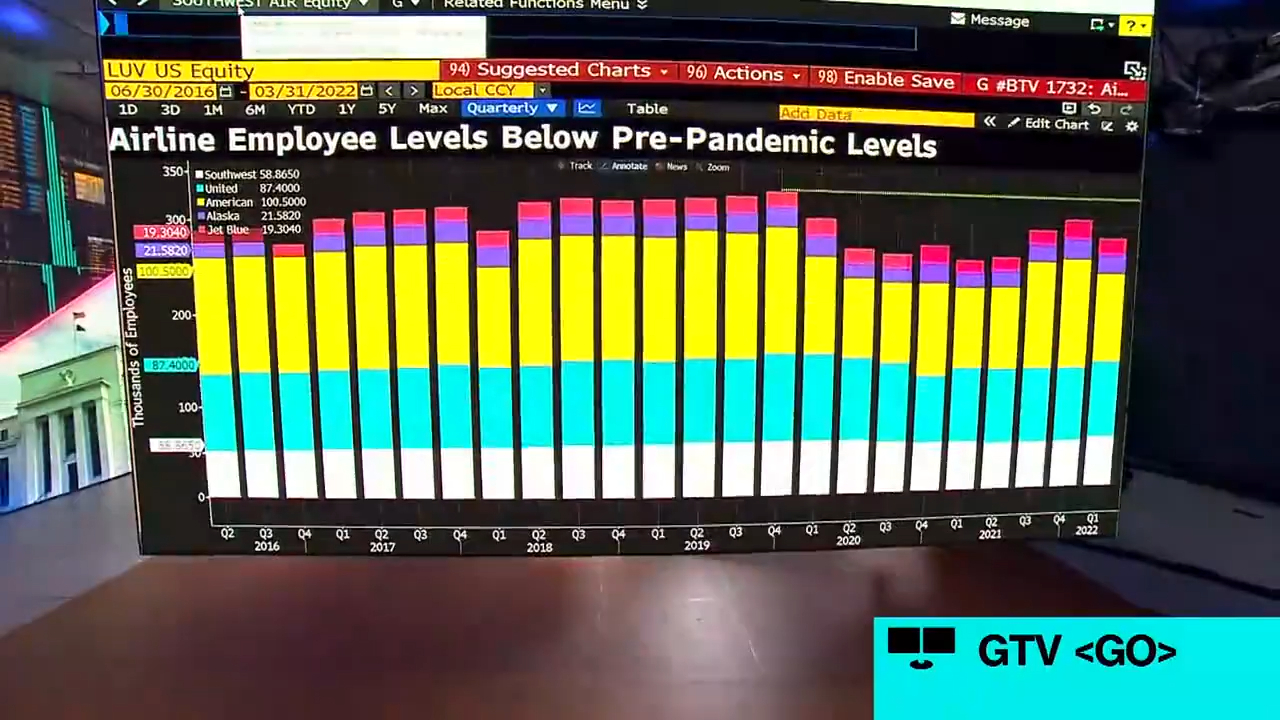 SOUTHWEST AIR Equity G Related Functions Menu
Message
?
LUV US Equity 94) Suggested Charts 96) Actions 98) Enable Save G #BTV 1732: Ai...
06/30/2016 - 03/31/2022 < > Local CCY
1D 3D 1M 6M YTD 1Y 5Y Max Quarterly Table Add Data « Edit Chart
Airline Employee Levels Below Pre-Pandemic Levels
Track Annotate News Zoom
Southwest 58.8650
United 87.4000
American 100.5000
Alaska 21.5820
Jet Blue 19.3040
Thousands of Employees
350
300
19.3040
21.5820
100.5000
200
87.4000
100
58.8650
50
0
Q2 Q3 Q4 Q1 Q2 Q3 Q4 Q1 Q2 Q3 Q4 Q1 Q2 Q3 Q4 Q1 Q2 Q3 Q4 Q1 Q2 Q3 Q4 Q1
2016 2017 2018 2019 2020 2021 2022
GTV <GO>